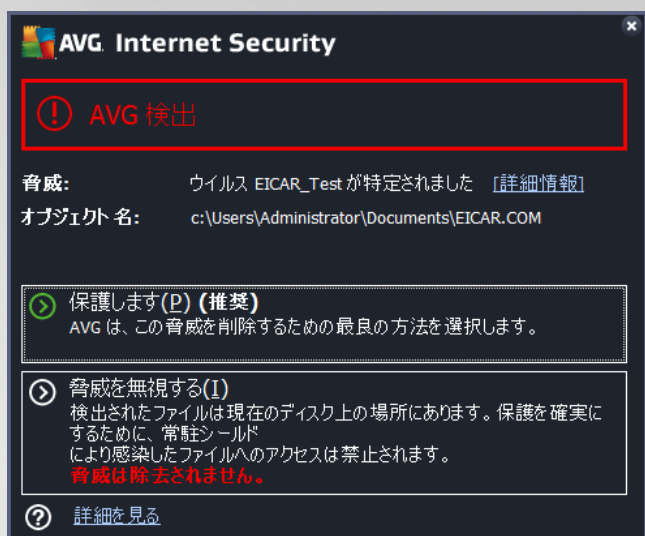 AVG. Internet Security
AVG 検出
脅威: ウイルス EICAR_Test が特定されました [詳細情報]
オブジェクト名: c:\Users\Administrator\Documents\EICAR.COM
保護します(P) (推奨)
AVG は、この脅威を削除するための最良の方法を選択します。
脅威を無視する(I)
検出されたファイルは現在のディスク上の場所にあります。保護を確実に
するために、常駐シールド
により感染したファイルへのアクセスは禁止されます。
脅威は除去されません。
詳細を見る